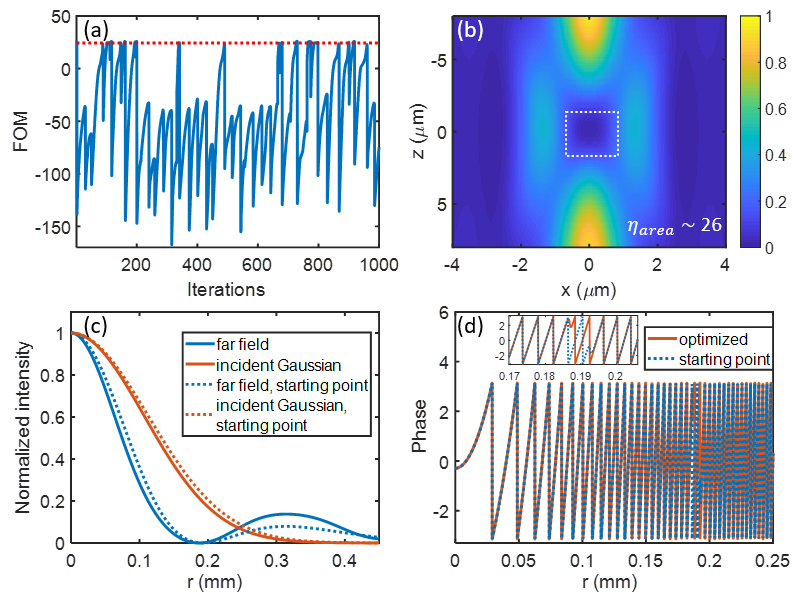 (a)
50
0
-50
-100
-150
FOM
200
400
600
800
1000
Iterations
(b)
-5
0
5
z (μm)
-4
-2
0
2
4
x (μm)
η_area ~ 26
1
0.8
0.6
0.4
0.2
0
(c)
1
0.8
0.6
0.4
0.2
0
Normalized intensity
0
0.1
0.2
0.3
0.4
r (mm)
far field
incident Gaussian
far field, starting point
incident Gaussian,
starting point
(d)
6
4
2
0
-2
Phase
0
0.05
0.1
0.15
0.2
0.25
r (mm)
2
0
-2
0.17
0.18
0.19
0.2
optimized
starting point